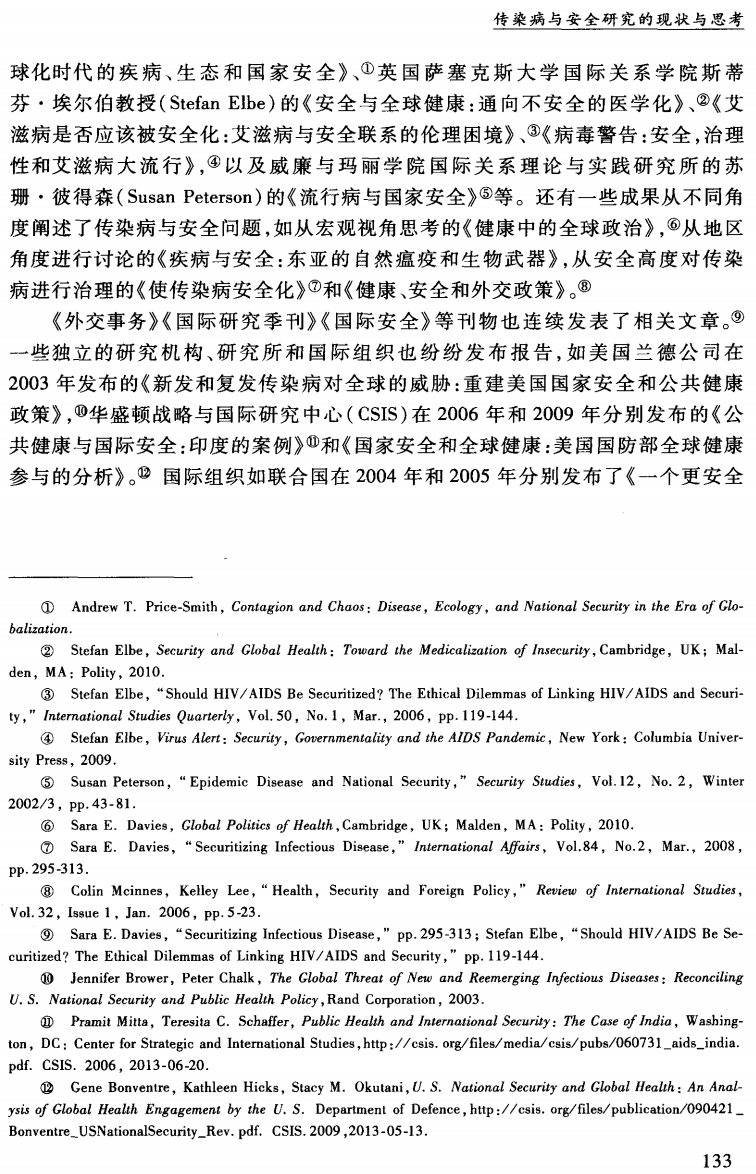 传染病与安全研究的现状与思考
球化时代的疾病、生态和国家安全》、①英国萨塞克斯大学国际关系学院斯蒂
芬·埃尔伯教授(Stefan Elbe)的《安全与全球健康:通向不安全的医学化》、②《艾
滋病是否应该被安全化:艾滋病与安全联系的伦理困境》、③《病毒警告:安全,治理
性和艾滋病大流行》,④以及威廉与玛丽学院国际关系理论与实践研究所的苏
珊·彼得森(Susan Peterson)的《流行病与国家安全》⑤等。还有一些成果从不同角
度阐述了传染病与安全问题,如从宏观视角思考的《健康中的全球政治》,⑥从地区
角度进行讨论的《疾病与安全:东亚的自然瘟疫和生物武器》,从安全高度对传染
病进行治理的《使传染病安全化》⑦和《健康、安全和外交政策》。⑧
《外交事务》《国际研究季刊》《国际安全》等刊物也连续发表了相关文章。⑨
一些独立的研究机构、研究所和国际组织也纷纷发布报告,如美国兰德公司在
2003 年发布的《新发和复发传染病对全球的威胁:重建美国国家安全和公共健康
政策》,⑩华盛顿战略与国际研究中心(CSIS)在 2006 年和 2009 年分别发布的《公
共健康与国际安全:印度的案例》⑪和《国家安全和全球健康:美国国防部全球健康
参与的分析》。⑫ 国际组织如联合国在 2004 年和 2005 年分别发布了《一个更安全
① Andrew T. Price-Smith, Contagion and Chaos: Disease, Ecology, and National Security in the Era of Glo-
balization.
② Stefan Elbe, Security and Global Health: Toward the Medicalization of Insecurity, Cambridge, UK; Mal-
den, MA: Polity, 2010.
③ Stefan Elbe, "Should HIV/AIDS Be Securitized? The Ethical Dilemmas of Linking HIV/AIDS and Securi-
ty," International Studies Quarterly, Vol. 50, No. 1, Mar., 2006, pp. 119-144.
④ Stefan Elbe, Virus Alert: Security, Governmentality and the AIDS Pandemic, New York: Columbia Univer-
sity Press, 2009.
⑤ Susan Peterson, "Epidemic Disease and National Security," Security Studies, Vol.12, No. 2, Winter
2002/3, pp. 43-81.
⑥ Sara E. Davies, Global Politics of Health, Cambridge, UK; Malden, MA: Polity, 2010.
⑦ Sara E. Davies, "Securitizing Infectious Disease," International Affairs, Vol.84, No.2, Mar., 2008,
pp. 295-313.
⑧ Colin Mcinnes, Kelley Lee, "Health, Security and Foreign Policy," Review of International Studies,
Vol. 32, Issue 1, Jan. 2006, pp. 5-23.
⑨ Sara E. Davies, "Securitizing Infectious Disease," pp. 295-313; Stefan Elbe, "Should HIV/AIDS Be Se-
curitized? The Ethical Dilemmas of Linking HIV/AIDS and Security," pp. 119-144.
⑩ Jennifer Brower, Peter Chalk, The Global Threat of New and Reemerging Infectious Diseases: Reconciling
U. S. National Security and Public Health Policy, Rand Corporation, 2003.
⑪ Pramit Mitta, Teresita C. Schaffer, Public Health and International Security: The Case of India, Washing-
ton, DC: Center for Strategic and International Studies, http://csis. org/files/media/csis/pubs/060731_aids_india.
pdf. CSIS. 2006, 2013-06-20.
⑫ Gene Bonventre, Kathleen Hicks, Stacy M. Okutani, U. S. National Security and Global Health: An Anal-
ysis of Global Health Engagement by the U. S. Department of Defence, http://csis. org/files/publication/090421_
Bonventre_USNationalSecurity_Rev. pdf. CSIS. 2009, 2013-05-13.
133